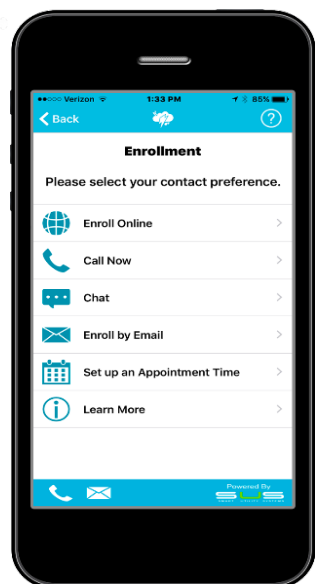 Verizon 1:33 PM 85%
Back
Enrollment
Please select your contact preference.
Enroll Online
Call Now
Chat
Enroll by Email
Set up an Appointment Time
Learn More
Powered By
SUS